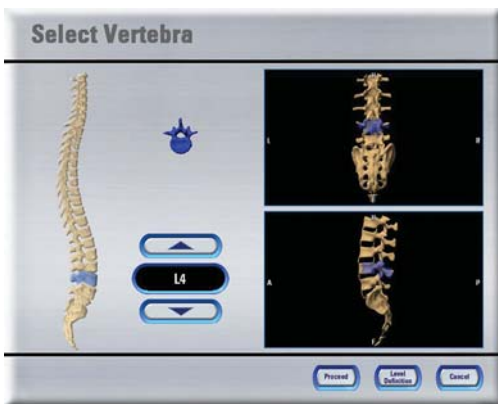 Select Vertebra
L
R
L4
A
P
Proceed
Level
Definition
Cancel